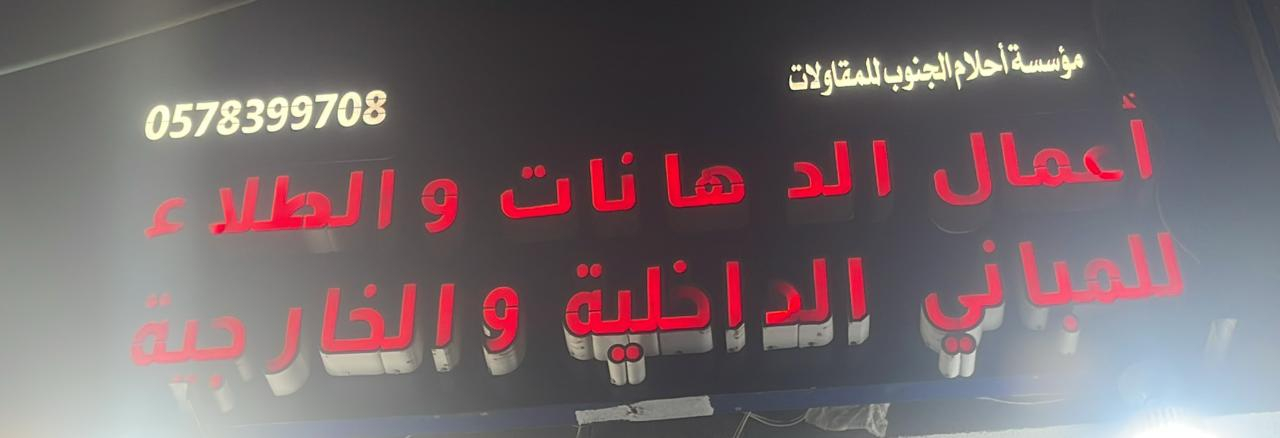 مؤسسة أحلام الجنوب للمقاولات
0578399708
أعمال الدهانات والطلاء
للمباني الداخلية والخارجية